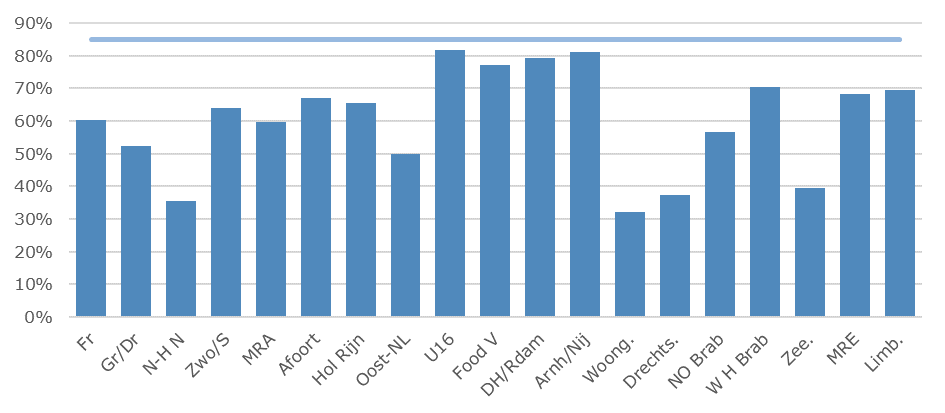 90%
80%
70%
60%
50%
40%
30%
20%
10%
0%
Fr
Gr/Dr
N-H N
Zwo/S
MRA
Afoort
Hol Rijn
Oost-NL
U16
Food V
DH/Rdam
Arnh/Nij
Woong.
Drechts.
NO Brab
W H Brab
Zee.
MRE
Limb.